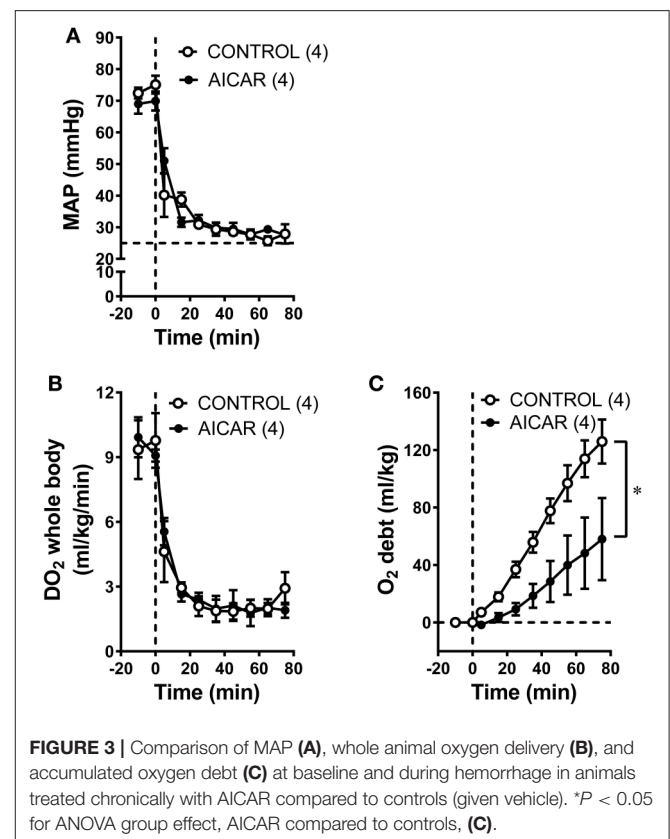 A
90
80
70
60
50
40
30
20
10
0
MAP (mmHg)
CONTROL (4)
AICAR (4)
-20 0 20 40 60 80
Time (min)
B
12
9
6
3
0
DO₂ whole body
(ml/kg/min)
CONTROL (4)
AICAR (4)
-20 0 20 40 60 80
Time (min)
C
160
120
80
40
0
O₂ debt (ml/kg)
CONTROL (4)
AICAR (4)
*
-20 0 20 40 60 80
Time (min)
FIGURE 3 | Comparison of MAP (A), whole animal oxygen delivery (B), and
accumulated oxygen debt (C) at baseline and during hemorrhage in animals
treated chronically with AICAR compared to controls (given vehicle). *P < 0.05
for ANOVA group effect, AICAR compared to controls, (C).